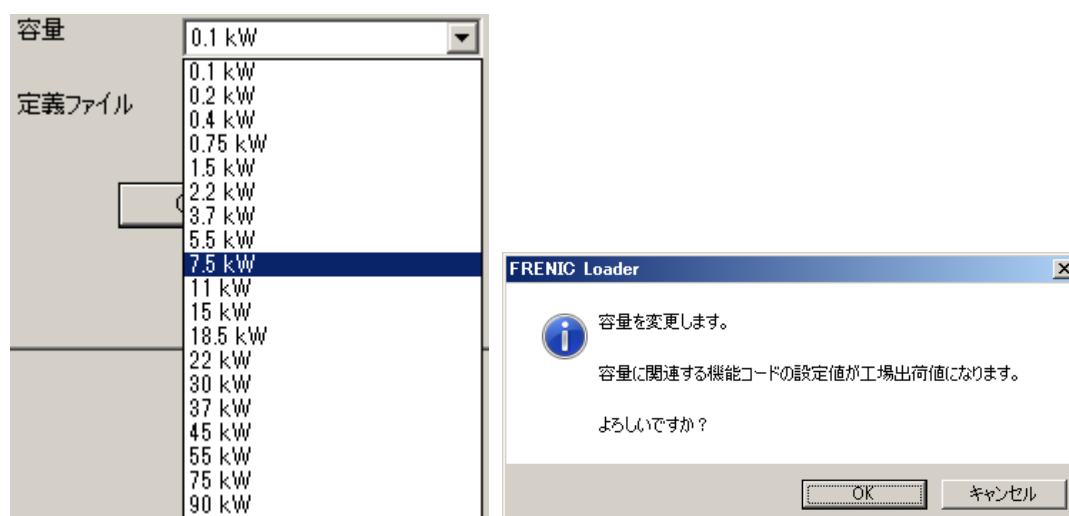 容量
0.1 kW
0.1 kW
0.2 kW
定義ファイル
0.4 kW
0.75 kW
1.5 kW
2.2 kW
3.7 kW
5.5 kW
7.5 kW
11 kW
15 kW
18.5 kW
22 kW
30 kW
37 kW
45 kW
55 kW
75 kW
90 kW
FRENIC Loader
容量を変更します。
容量に関連する機能コードの設定値が工場出荷値になります。
よろしいですか？
OK
キャンセル